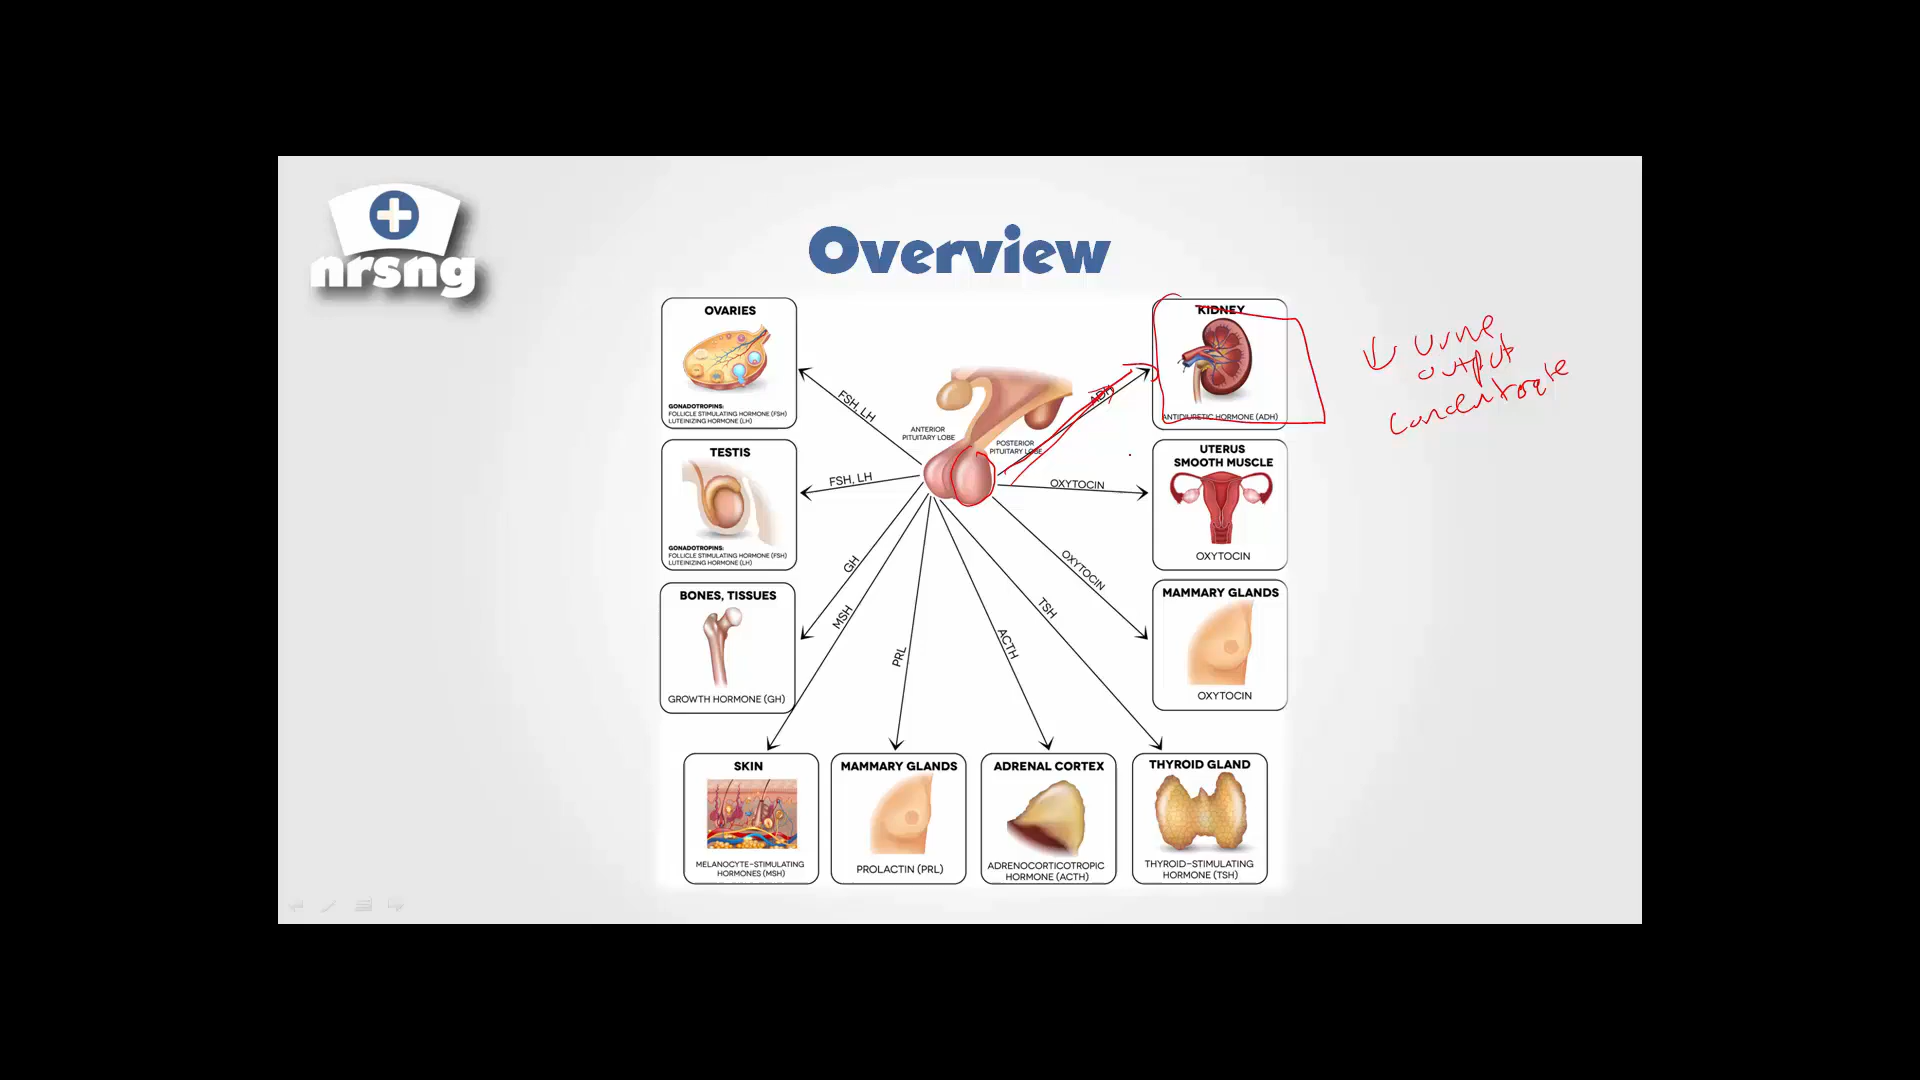 nrsng
Overview
OVARIES
GONADOTROPINS:
FOLLICLE STIMULATING HORMONE (FSH)
LUTEINIZING HORMONE (LH)
KIDNEY
ANTIDIURETIC HORMONE (ADH)
↓ urine
output
concentrate
FSH, LH
ADH
ANTERIOR
PITUITARY LOBE
POSTERIOR
PITUITARY LOBE
TESTIS
GONADOTROPINS:
FOLLICLE STIMULATING HORMONE (FSH)
LUTEINIZING HORMONE (LH)
FSH, LH
OXYTOCIN
UTERUS
SMOOTH MUSCLE
OXYTOCIN
BONES, TISSUES
GROWTH HORMONE (GH)
GH
MSH
PRL
ACTH
TSH
OXYTOCIN
MAMMARY GLANDS
OXYTOCIN
SKIN
MELANOCYTE-STIMULATING
HORMONES (MSH)
MAMMARY GLANDS
PROLACTIN (PRL)
ADRENAL CORTEX
ADRENOCORTICOTROPIC
HORMONE (ACTH)
THYROID GLAND
THYROID-STIMULATING
HORMONE (TSH)